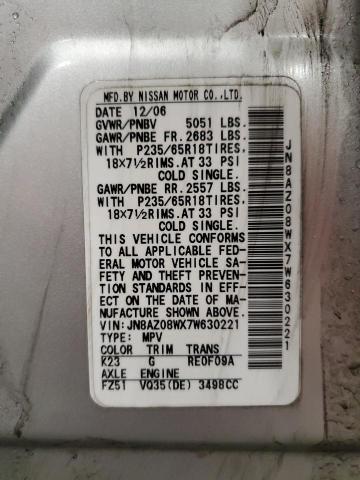 MFD.BY NISSAN MOTOR CO.,LTD.
DATE 12/06
GVWR/PNBV 5051 LBS.
GAWR/PNBE FR. 2683 LBS.
WITH P235/65R18TIRES.
18X7½RIMS.AT 33 PSI
COLD SINGLE.
GAWR/PNBE RR. 2557 LBS.
WITH P235/65R18TIRES.
18X7½RIMS.AT 33 PSI
COLD SINGLE.
THIS VEHICLE CONFORMS
TO ALL APPLICABLE FED-
ERAL MOTOR VEHICLE SA-
FETY AND THEFT PREVENTION
STANDARDS IN EFF-
ECT ON THE DATE OF MA-
NUFACTURE SHOWN ABOVE.
VIN:JN8AZ08WX7W630221
TYPE: MPV
COLOR TRIM TRANS
K23 G RE0F09A
AXLE ENGINE
FZ51 VQ35(DE) 3498CC
JN8AZ08WX7W630221